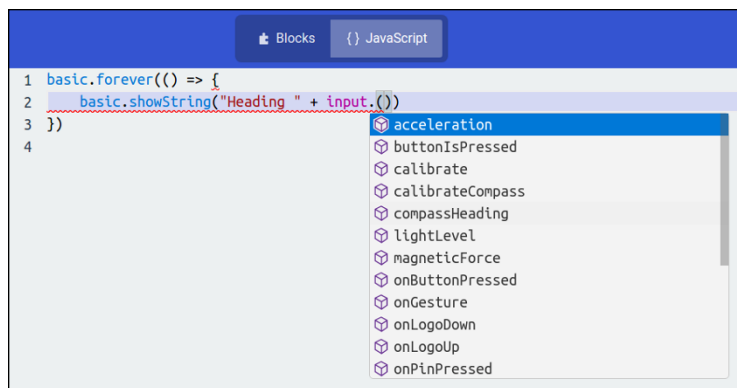 Blocks
{ } JavaScript
1 basic.forever(() => {
2     basic.showString("Heading " + input.())
3 })
4
acceleration
buttonIsPressed
calibrate
calibrateCompass
compassHeading
lightLevel
magneticForce
onButtonPressed
onGesture
onLogoDown
onLogoUp
onPinPressed